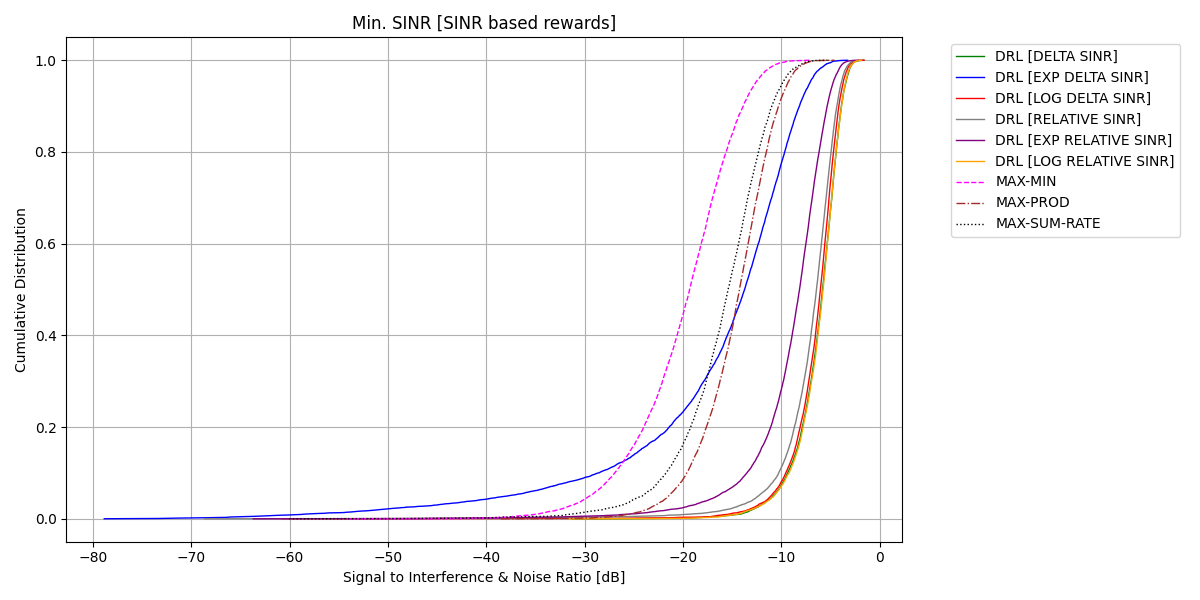 Min. SINR [SINR based rewards]
1.0
0.8
0.6
0.4
0.2
0.0
Cumulative Distribution
−80
−70
−60
−50
−40
−30
−20
−10
0
Signal to Interference & Noise Ratio [dB]
DRL [DELTA SINR]
DRL [EXP DELTA SINR]
DRL [LOG DELTA SINR]
DRL [RELATIVE SINR]
DRL [EXP RELATIVE SINR]
DRL [LOG RELATIVE SINR]
MAX-MIN
MAX-PROD
MAX-SUM-RATE